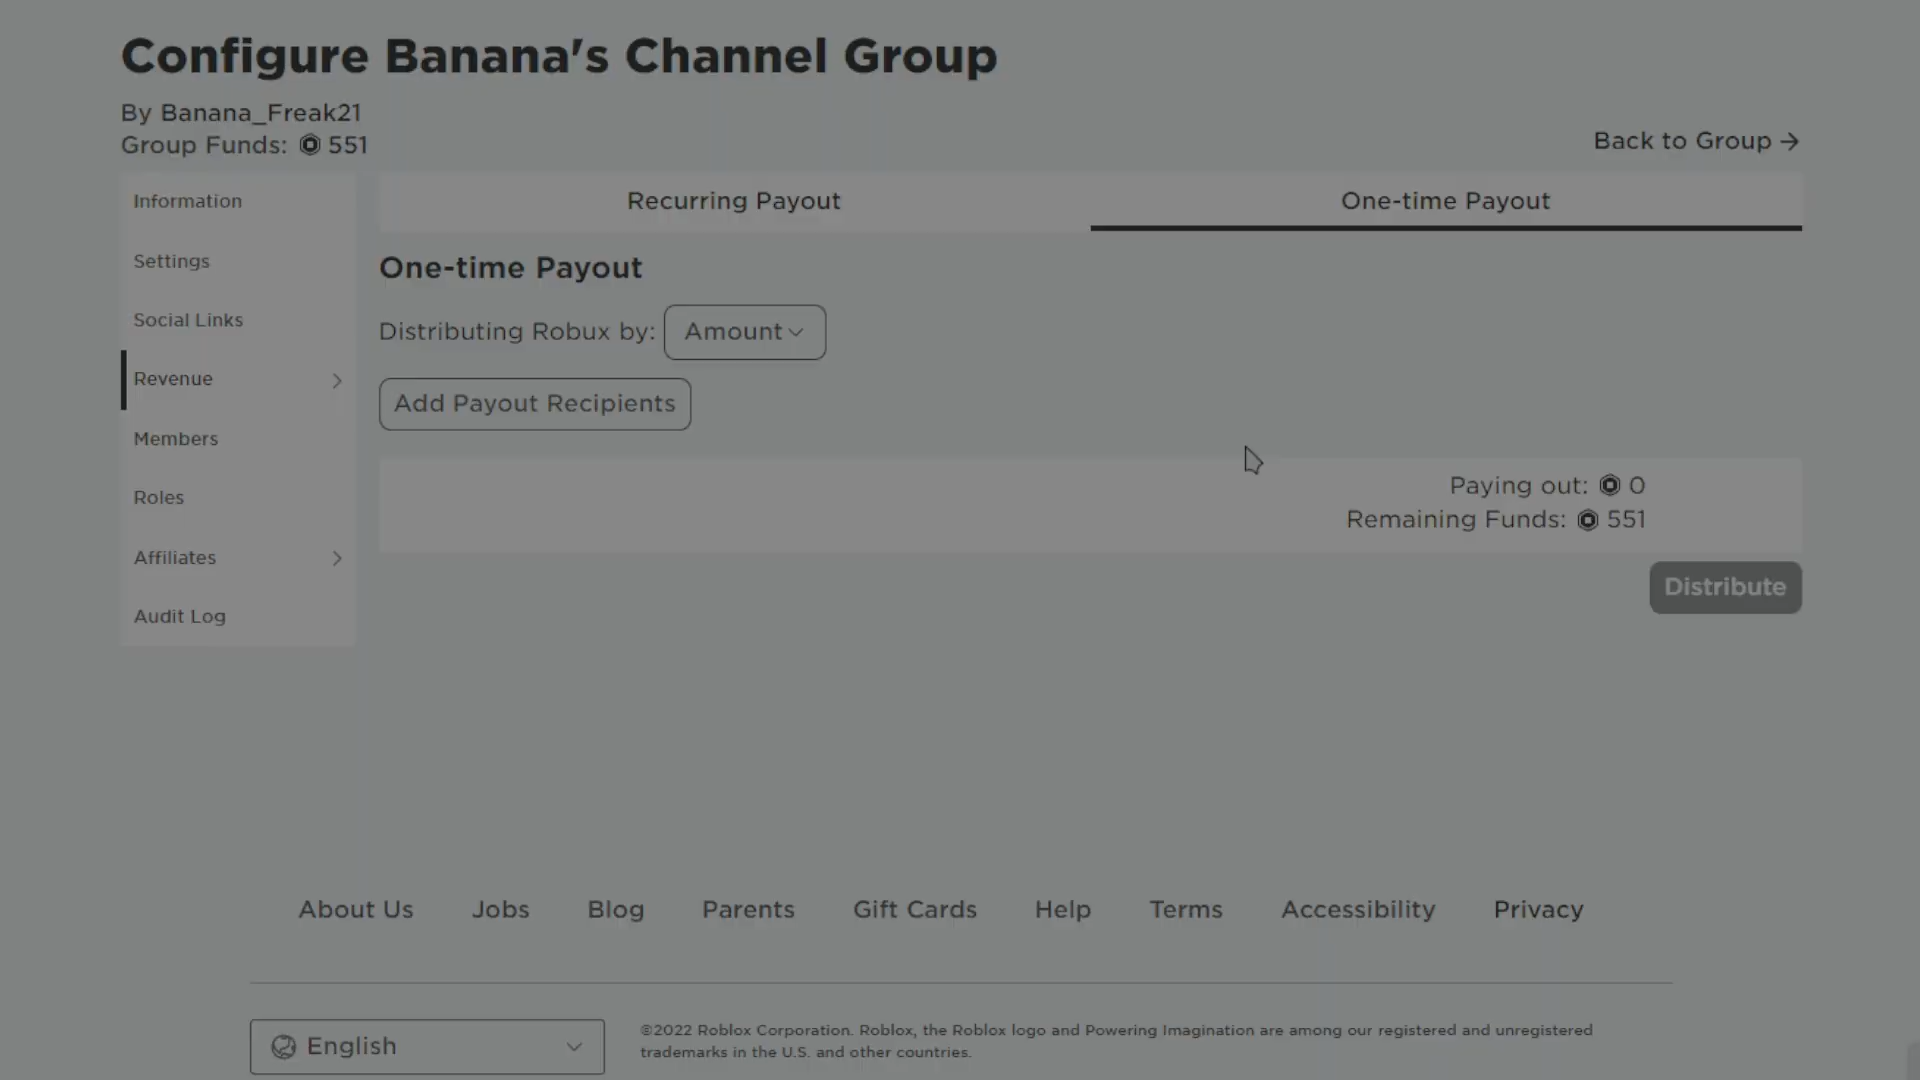 Configure Banana's Channel Group
By Banana_Freak21
Group Funds: 551
Back to Group
Information
Settings
Social Links
Revenue
Members
Roles
Affiliates
Audit Log
Recurring Payout
One-time Payout
One-time Payout
Distributing Robux by: Amount
Add Payout Recipients
Paying out: 0
Remaining Funds: 551
Distribute
About Us Jobs Blog Parents Gift Cards Help Terms Accessibility Privacy
English
©2022 Roblox Corporation. Roblox, the Roblox logo and Powering Imagination are among our registered and unregistered
trademarks in the U.S. and other countries.